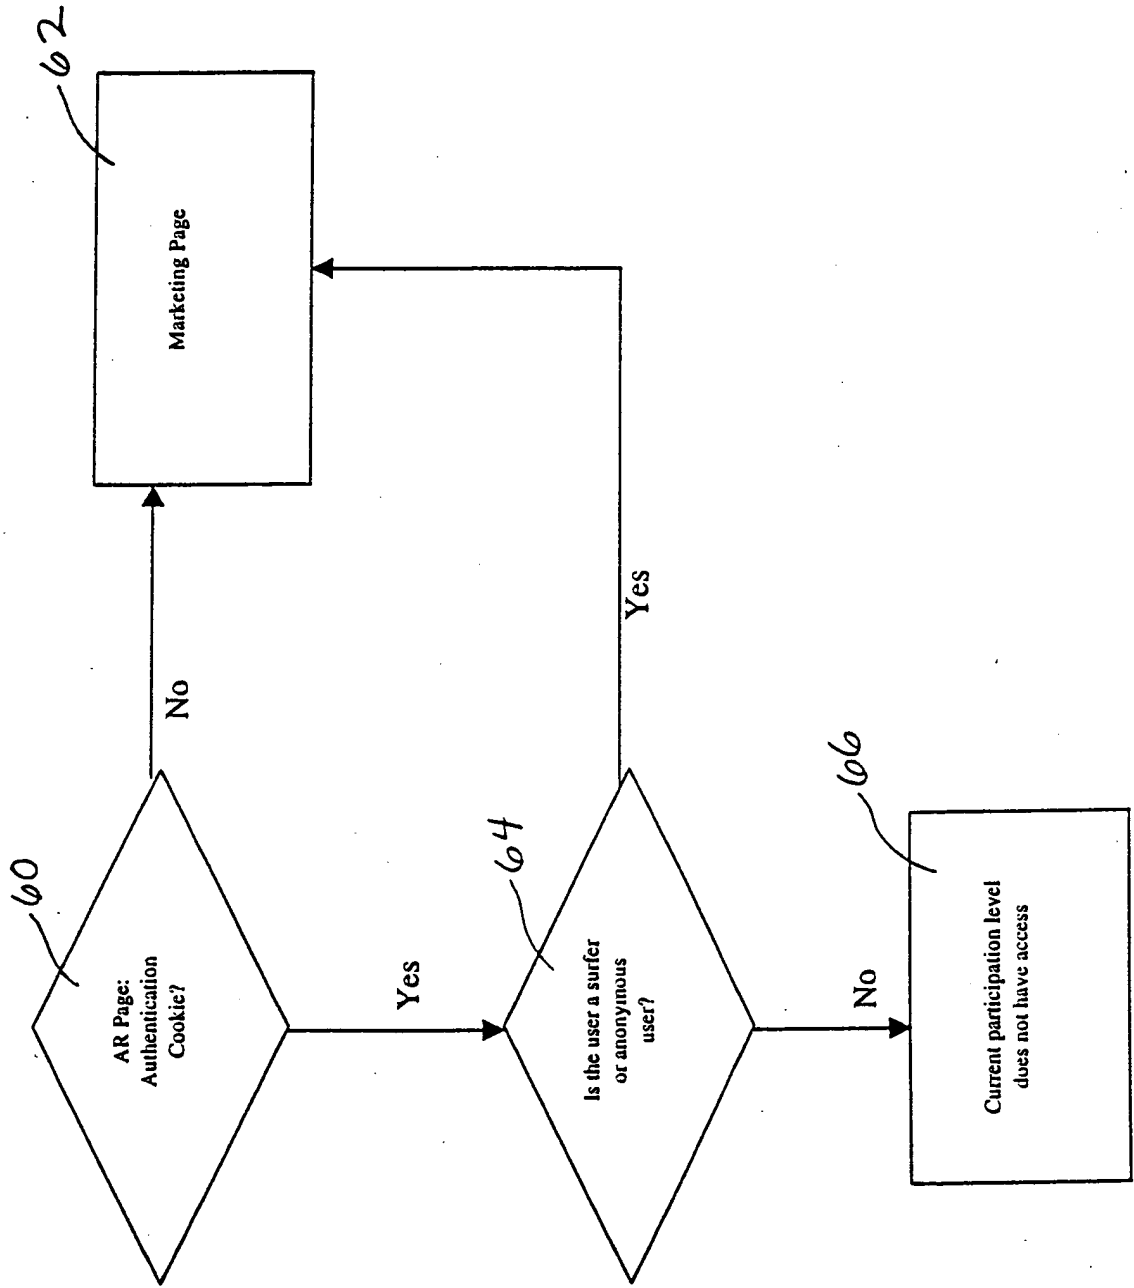 60
AR Page:
Authentication
Cookie?
No
62
Marketing Page
Yes
64
Is the user a surfer
or anonymous
user?
Yes
No
66
Current participation level
does not have access